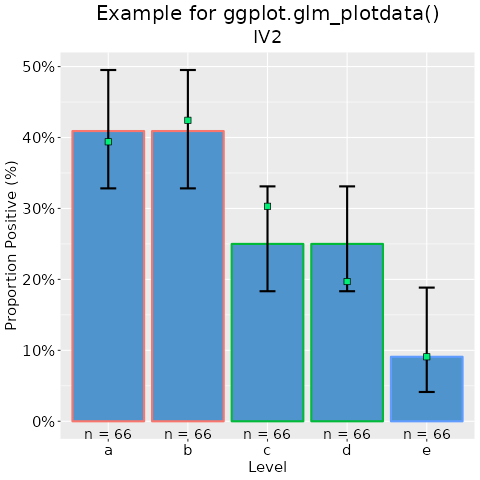 Example for ggplot.glm_plotdata()
IV2
Proportion Positive (%)
50%
40%
30%
20%
10%
0%
n = 66 n = 66 n = 66 n = 66 n = 66
a b c d e
Level